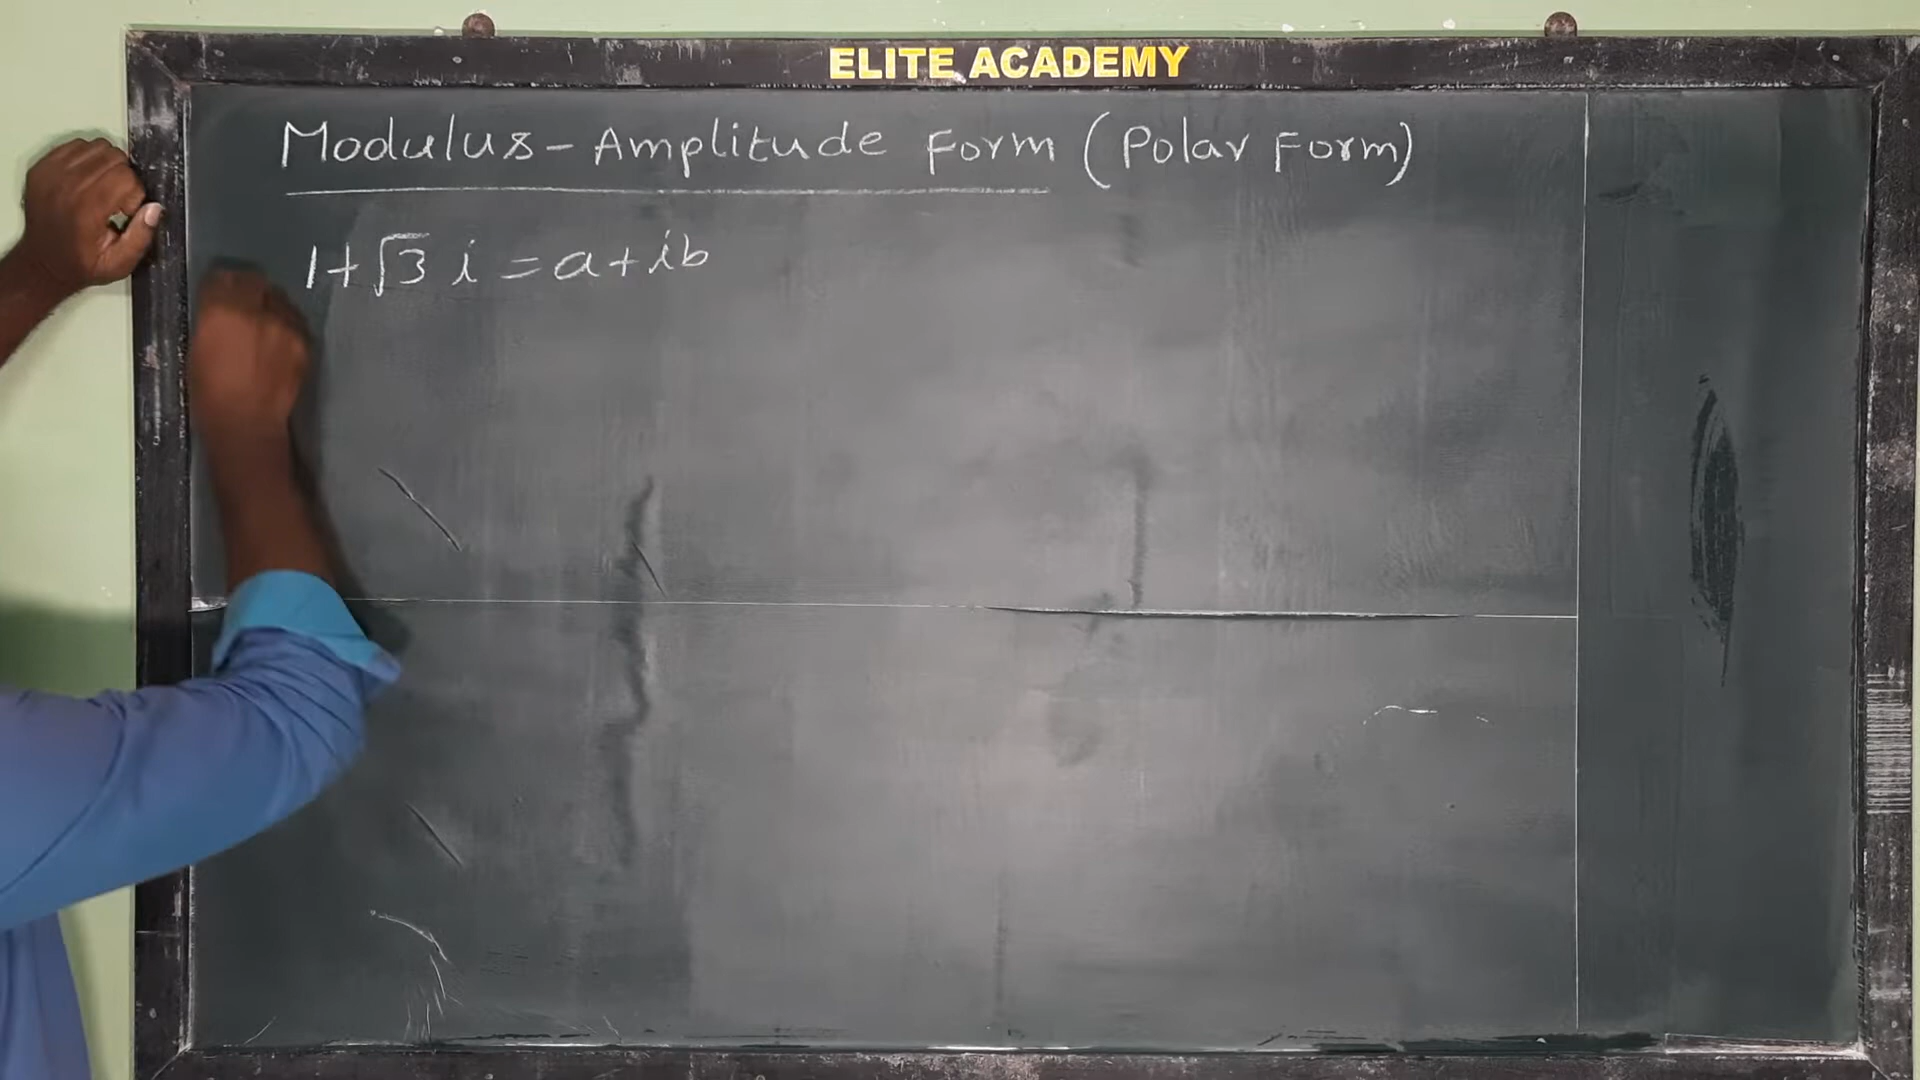 ELITE ACADEMY
Modulus - Amplitude Form (Polar Form)
1+√3 i = a+ib